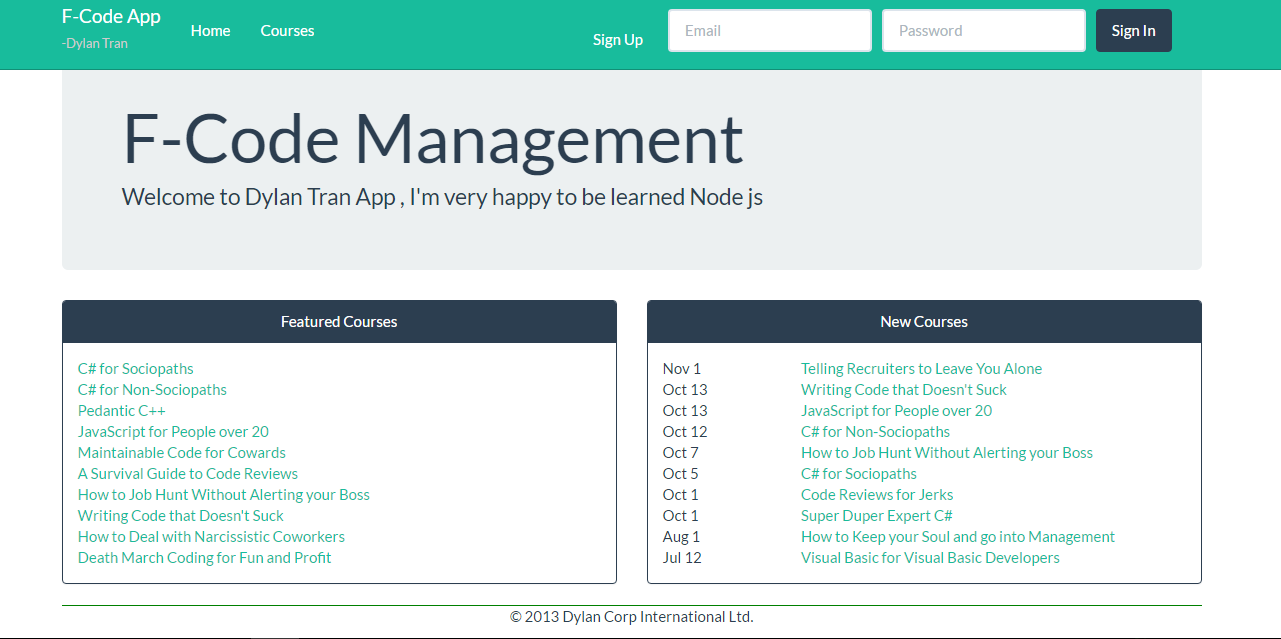 F-Code App
-Dylan Tran
Home Courses
Sign Up
Email
Password
Sign In
F-Code Management
Welcome to Dylan Tran App , I'm very happy to be learned Node js
Featured Courses
C# for Sociopaths
C# for Non-Sociopaths
Pedantic C++
JavaScript for People over 20
Maintainable Code for Cowards
A Survival Guide to Code Reviews
How to Job Hunt Without Alerting your Boss
Writing Code that Doesn't Suck
How to Deal with Narcissistic Coworkers
Death March Coding for Fun and Profit
New Courses
Nov 1 Telling Recruiters to Leave You Alone
Oct 13 Writing Code that Doesn't Suck
Oct 13 JavaScript for People over 20
Oct 12 C# for Non-Sociopaths
Oct 7 How to Job Hunt Without Alerting your Boss
Oct 5 C# for Sociopaths
Oct 1 Code Reviews for Jerks
Oct 1 Super Duper Expert C#
Aug 1 How to Keep your Soul and go into Management
Jul 12 Visual Basic for Visual Basic Developers
© 2013 Dylan Corp International Ltd.